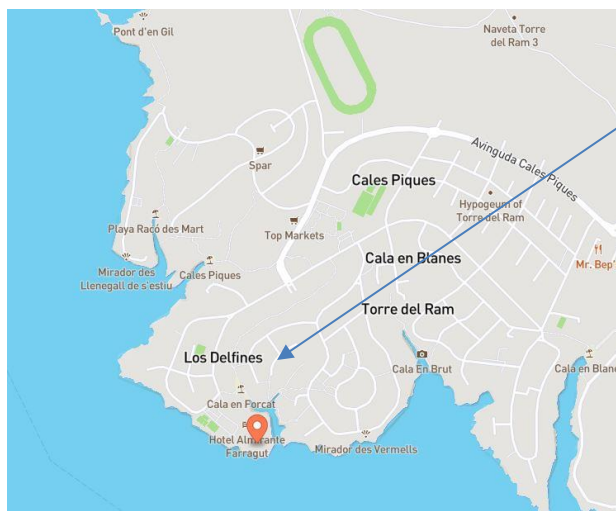 Pont d'en Gil
Naveta Torre
del Ram 3
Avinguda Cales Piques
Spar
Cales Piques
Hypogeum of
Torre del Ram
Playa Racó des Mart
Top Markets
Mr. Bep'
Mirador des
Llenegall de s'estiu
Cales Piques
Cala en Blanes
Torre del Ram
Los Delfines
Cala En Brut
Cala en Blan
Cala en Forcat
Hotel Almirante
Farragut
Mirador des Vermells